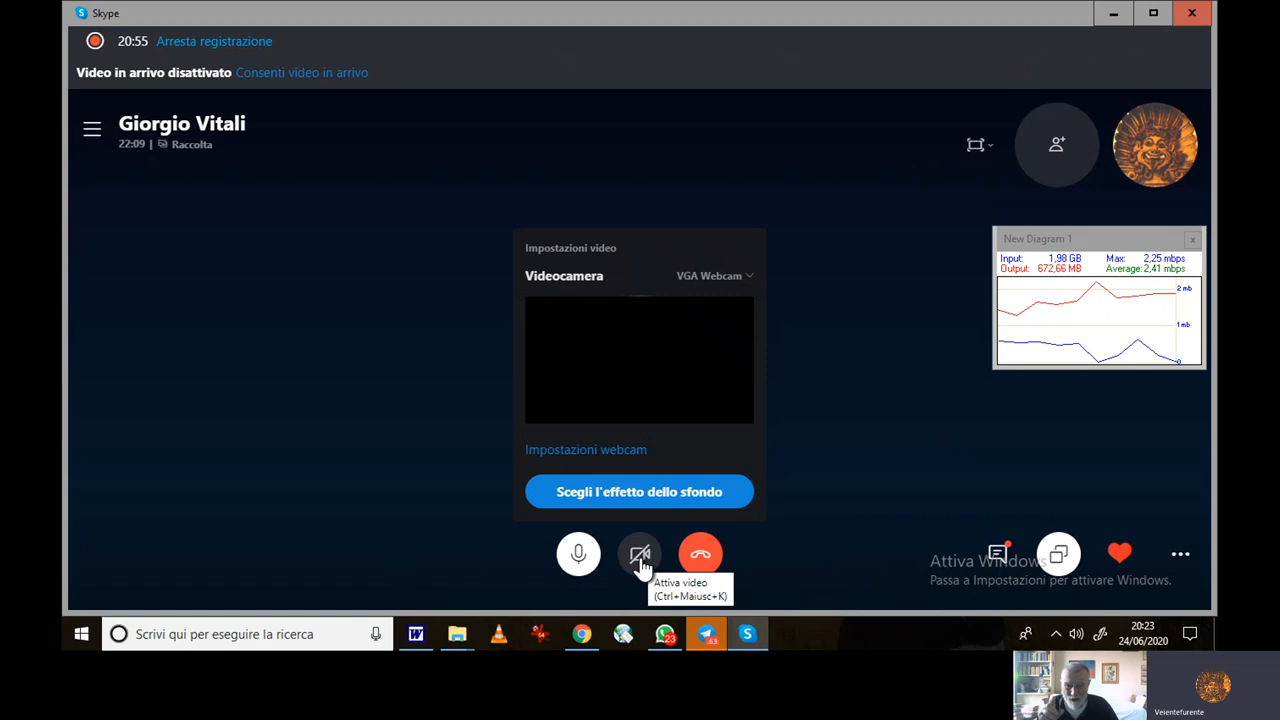 Skype
20:55 Arresta registrazione
Video in arrivo disattivato Consenti video in arrivo
Giorgio Vitali
22:09 | Raccolta
Impostazioni video
Videocamera VGA Webcam
Impostazioni webcam
Scegli l'effetto dello sfondo
New Diagram 1 x
Input: 1,98 GB Max: 2,25 mbps
Output: 672,66 MB Average: 2,41 mbps
2 mb
1 mb
0
Attiva video
(Ctrl+Maiusc+K)
Attiva Windows
Passa a Impostazioni per attivare Windows.
Scrivi qui per eseguire la ricerca
W
23
63
20:23
24/06/2020
Veientefurente